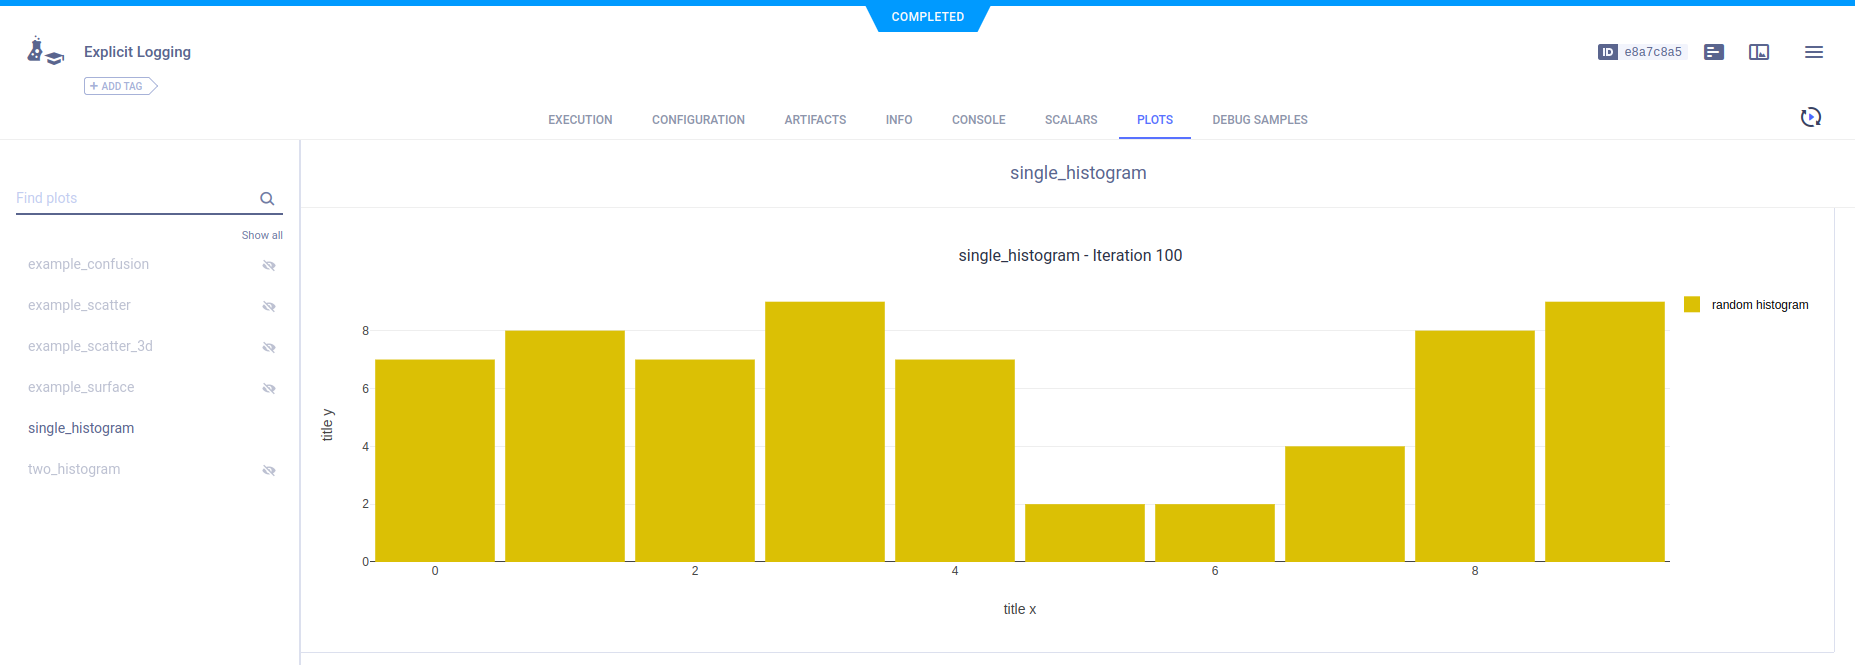 COMPLETED
Explicit Logging
ID e8a7c8a5
+ ADD TAG
EXECUTION CONFIGURATION ARTIFACTS INFO CONSOLE SCALARS PLOTS DEBUG SAMPLES
Find plots
Show all
example_confusion
example_scatter
example_scatter_3d
example_surface
single_histogram
two_histogram
single_histogram
single_histogram - Iteration 100
random histogram
title y
8
6
4
2
0
0 2 4 6 8
title x